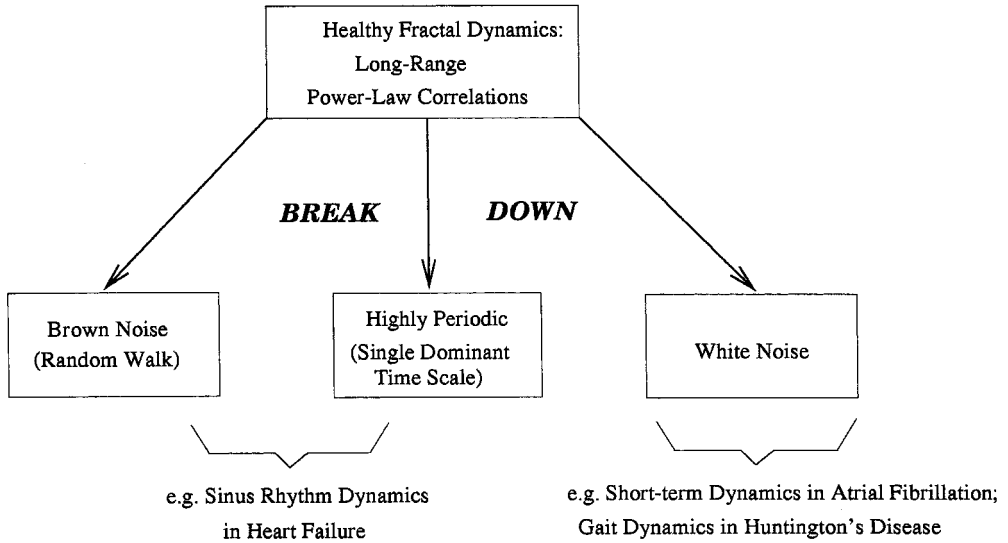 Healthy Fractal Dynamics:
Long-Range
Power-Law Correlations
BREAK DOWN
Brown Noise
(Random Walk)
Highly Periodic
(Single Dominant
Time Scale)
White Noise
e.g. Sinus Rhythm Dynamics
in Heart Failure
e.g. Short-term Dynamics in Atrial Fibrillation;
Gait Dynamics in Huntington's Disease